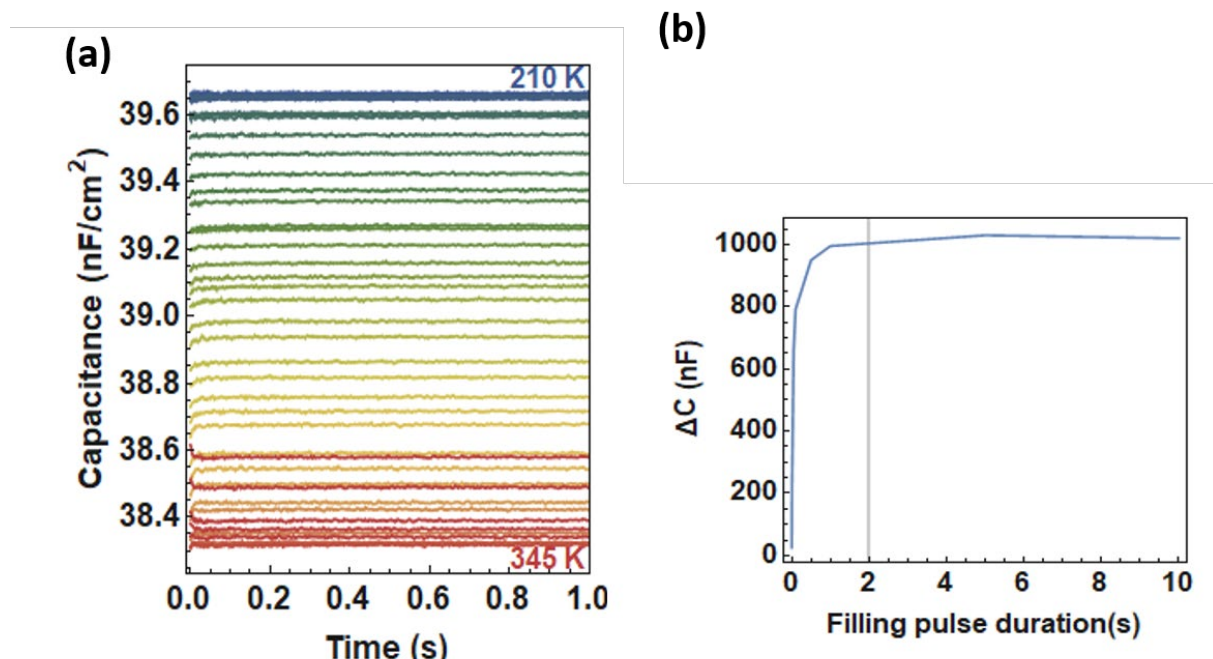 (a)
210 K
39.6
39.4
39.2
39.0
38.8
38.6
38.4
345 K
Capacitance (nF/cm²)
0.0 0.2 0.4 0.6 0.8 1.0
Time (s)
(b)
1000
800
600
400
200
0
ΔC (nF)
0 2 4 6 8 10
Filling pulse duration(s)